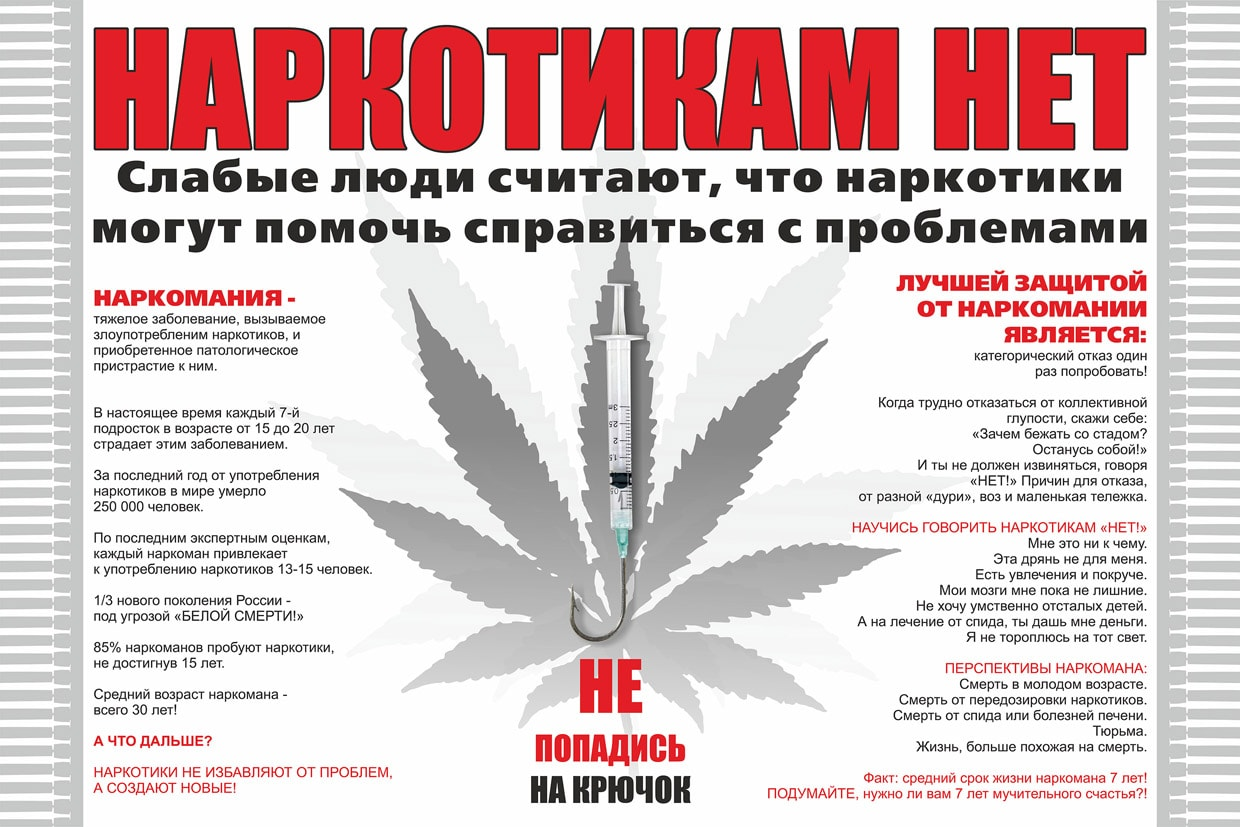 НАРКОТИКАМ НЕТ
Слабые люди считают, что наркотики
могут помочь справиться с проблемами
НАРКОМАНИЯ -
тяжелое заболевание, вызываемое
злоупотребленим наркотиков, и
приобретенное патологическое
пристрастие к ним.
В настоящее время каждый 7-й
подросток в возрасте от 15 до 20 лет
страдает этим заболеванием.
За последний год от употребления
наркотиков в мире умерло
250 000 человек.
По последним экспертным оценкам,
каждый наркоман привлекает
к употреблению наркотиков 13-15 человек.
1/3 нового поколения России -
под угрозой «БЕЛОЙ СМЕРТИ!»
85% наркоманов пробуют наркотики,
не достигнув 15 лет.
Средний возраст наркомана -
всего 30 лет!
А ЧТО ДАЛЬШЕ?
НАРКОТИКИ НЕ ИЗБАВЛЯЮТ ОТ ПРОБЛЕМ,
А СОЗДАЮТ НОВЫЕ!
НЕ
ПОПАДИСЬ
НА КРЮЧОК
ЛУЧШЕЙ ЗАЩИТОЙ
ОТ НАРКОМАНИИ
ЯВЛЯЕТСЯ:
категорический отказ один
раз попробовать!
Когда трудно отказаться от коллективной
глупости, скажи себе:
«Зачем бежать со стадом?
Останусь собой!»
И ты не должен извиняться, говоря
«НЕТ!» Причин для отказа,
от разной «дури», воз и маленькая тележка.
НАУЧИСЬ ГОВОРИТЬ НАРКОТИКАМ «НЕТ!»
Мне это ни к чему.
Эта дрянь не для меня.
Есть увлечения и покруче.
Мои мозги мне пока не лишние.
Не хочу умственно отсталых детей.
А на лечение от спида, ты дашь мне деньги.
Я не тороплюсь на тот свет.
ПЕРСПЕКТИВЫ НАРКОМАНА:
Смерть в молодом возрасте.
Смерть от передозировки наркотиков.
Смерть от спида или болезней печени.
Тюрьма.
Жизнь, больше похожая на смерть.
Факт: средний срок жизни наркомана 7 лет!
ПОДУМАЙТЕ, нужно ли вам 7 лет мучительного счастья?!